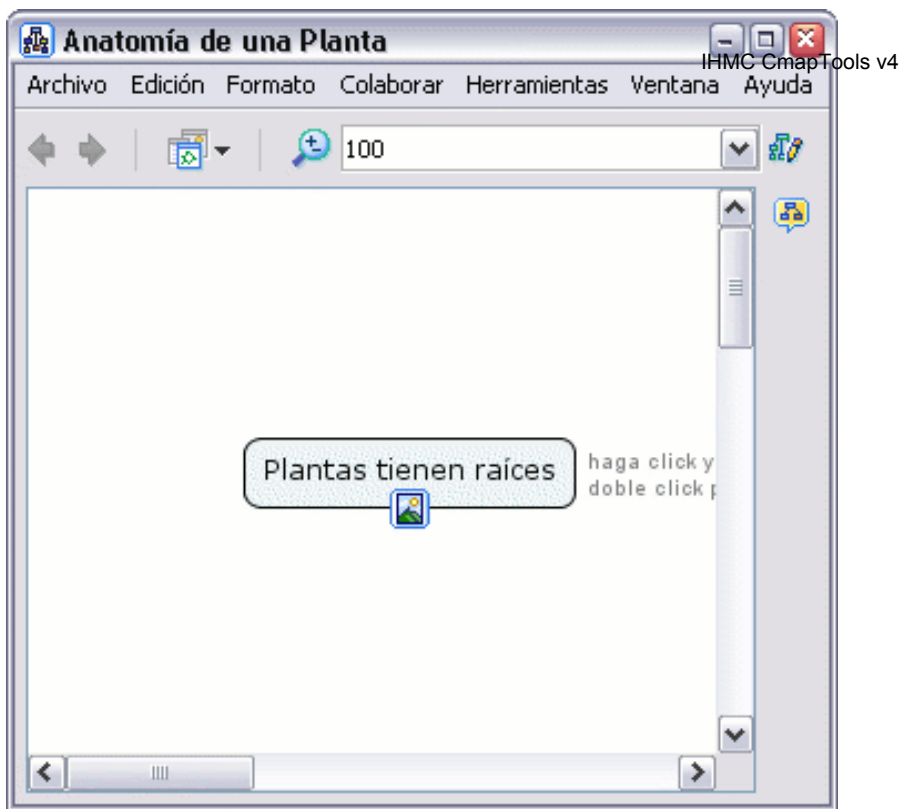 Anatomía de una Planta
IHMC CmapTools v4
Archivo Edición Formato Colaborar Herramientas Ventana Ayuda
100
Plantas tienen raíces
haga click y
doble click p